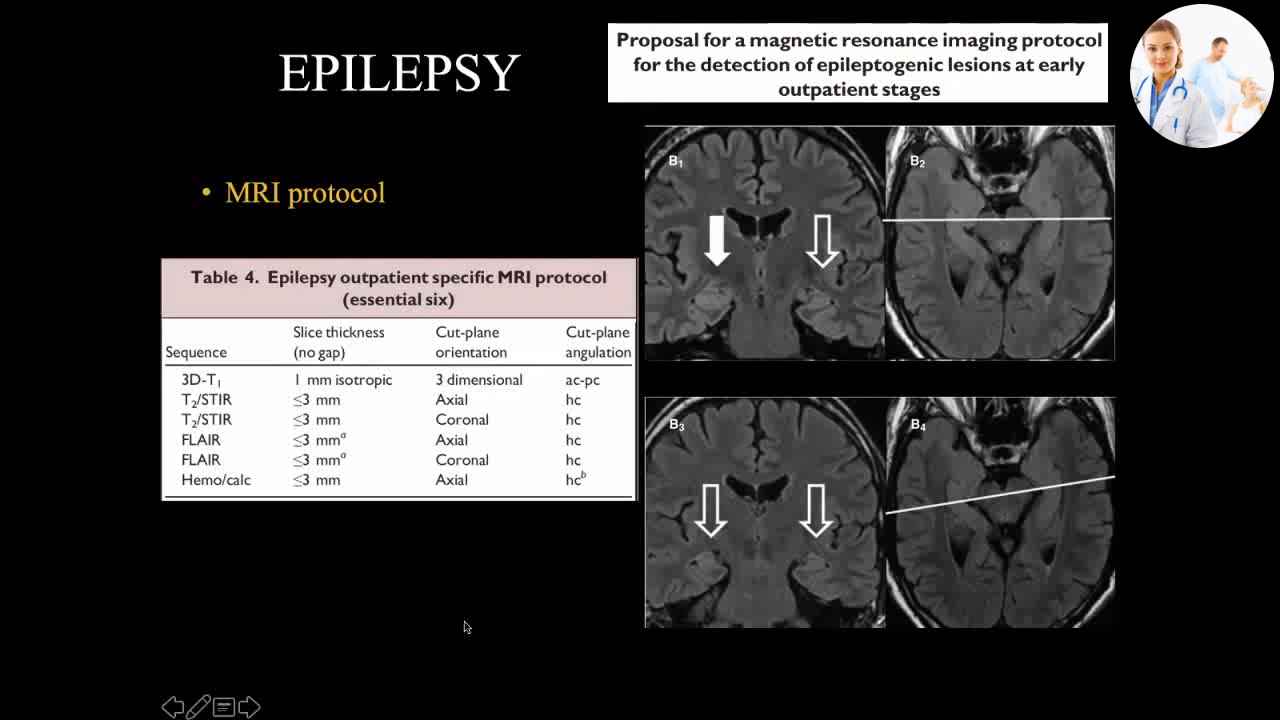 EPILEPSY
Proposal for a magnetic resonance imaging protocol
for the detection of epileptogenic lesions at early
outpatient stages
• MRI protocol
Table 4. Epilepsy outpatient specific MRI protocol
(essential six)
Sequence Slice thickness (no gap) Cut-plane orientation Cut-plane angulation
3D-T₁ 1 mm isotropic 3 dimensional ac-pc
T₂/STIR ≤3 mm Axial hc
T₂/STIR ≤3 mm Coronal hc
FLAIR ≤3 mmᵃ Axial hc
FLAIR ≤3 mmᵃ Coronal hc
Hemo/calc ≤3 mm Axial hcᵇ
B₁ B₂
B₃ B₄